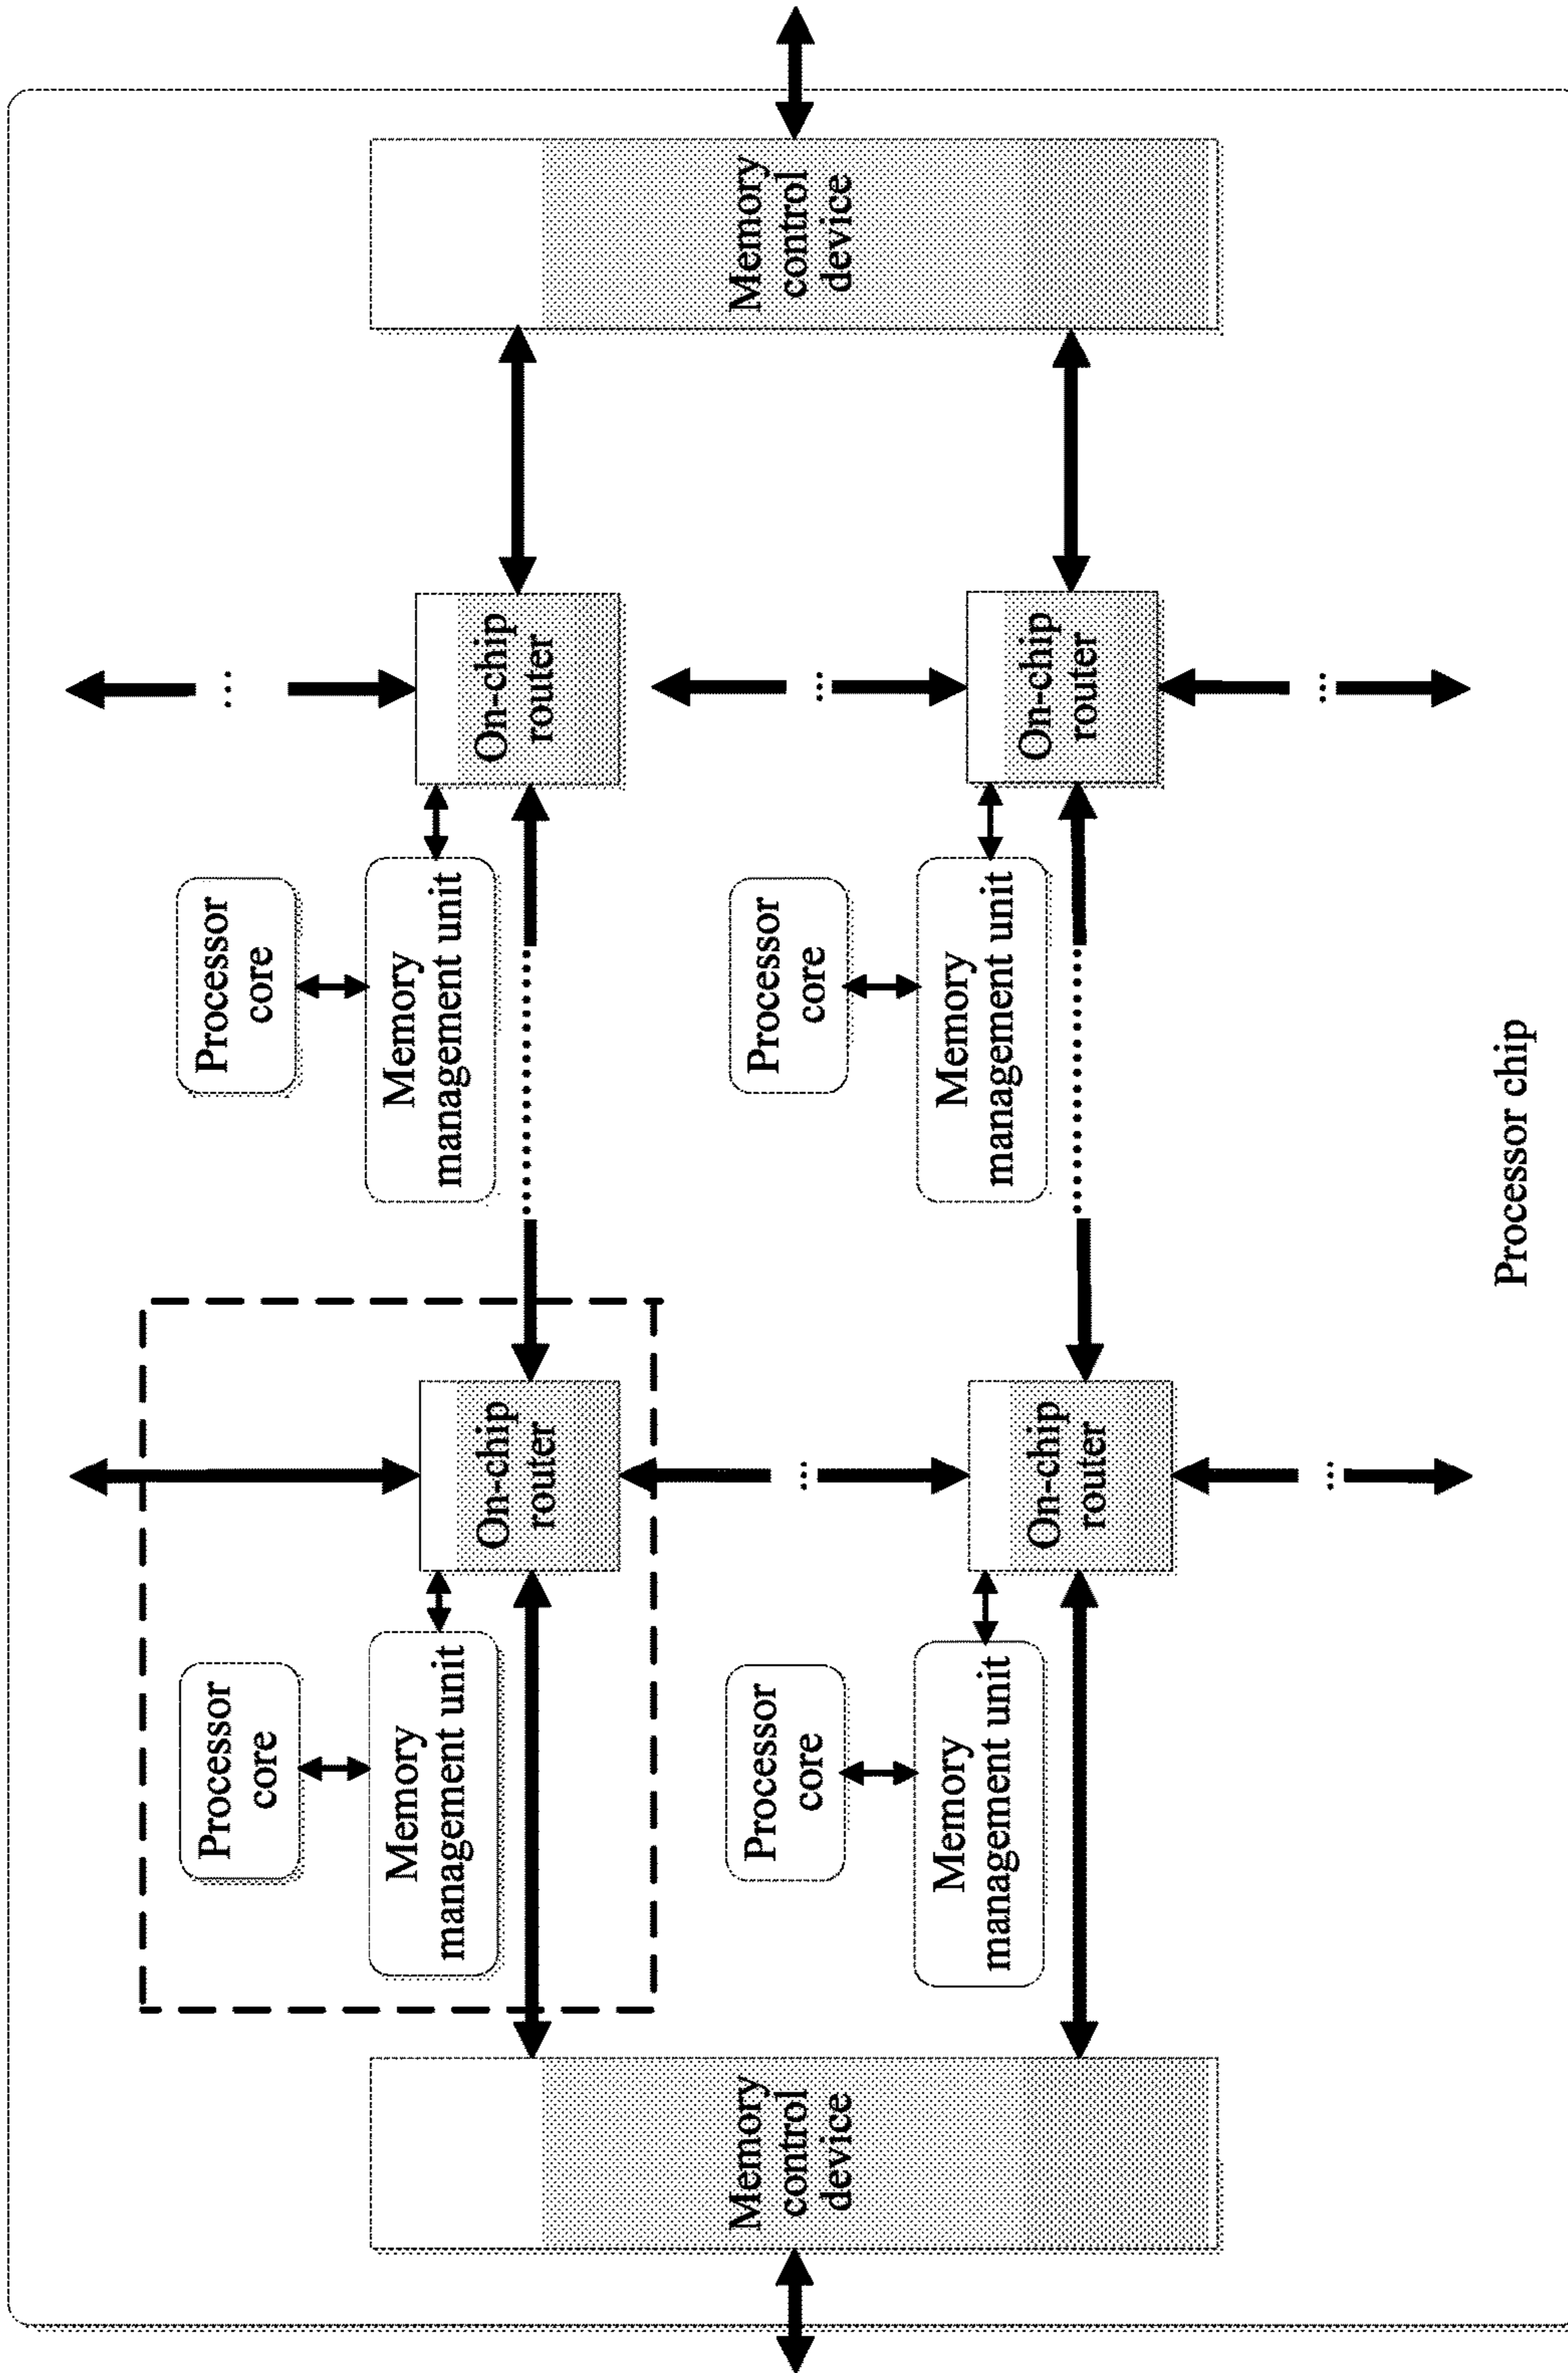 Processor
core
Processor
core
Memory
management unit
On-chip
router
Memory
management unit
On-chip
router
Memory
control
device
Memory
control
device
Processor
core
Processor
core
Memory
management unit
On-chip
router
Memory
management unit
On-chip
router
Processor chip